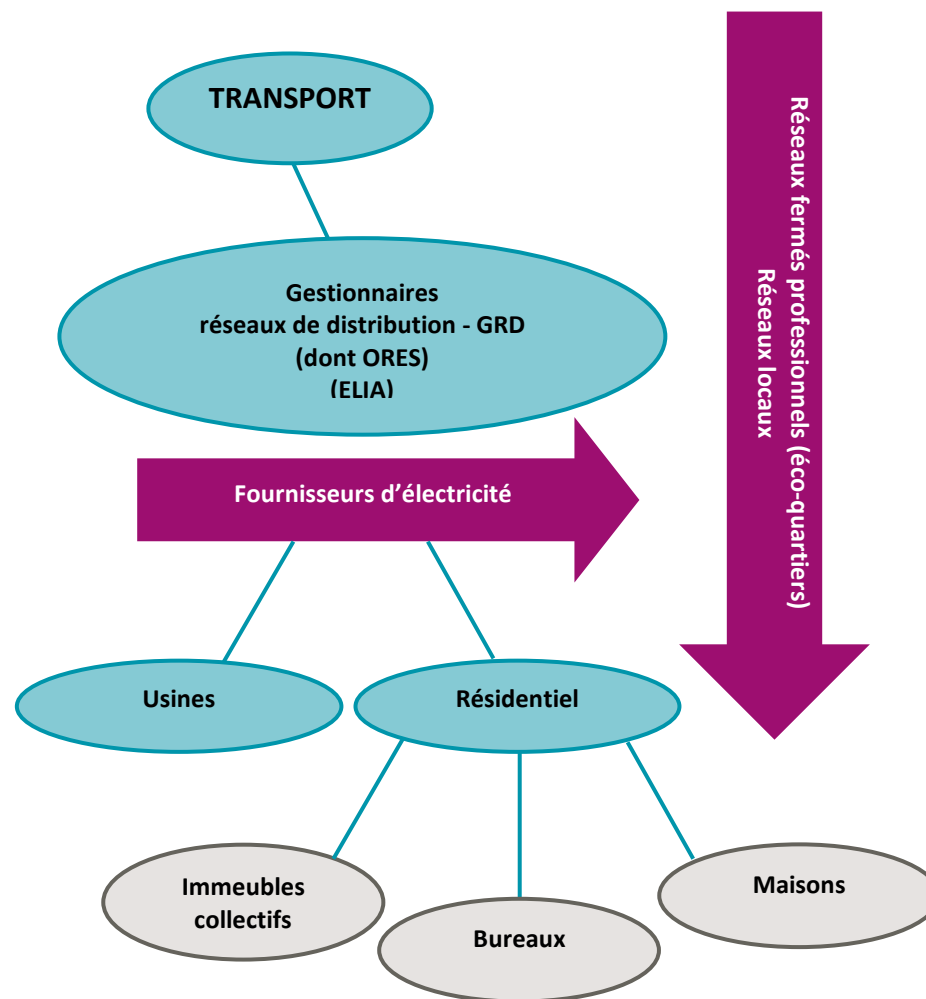 TRANSPORT
Gestionnaires
réseaux de distribution - GRD
(dont ORES)
(ELIA)
Fournisseurs d’électricité
Réseaux fermés professionnels (éco-quartiers)
Réseaux locaux
Usines
Résidentiel
Immeubles
collectifs
Bureaux
Maisons